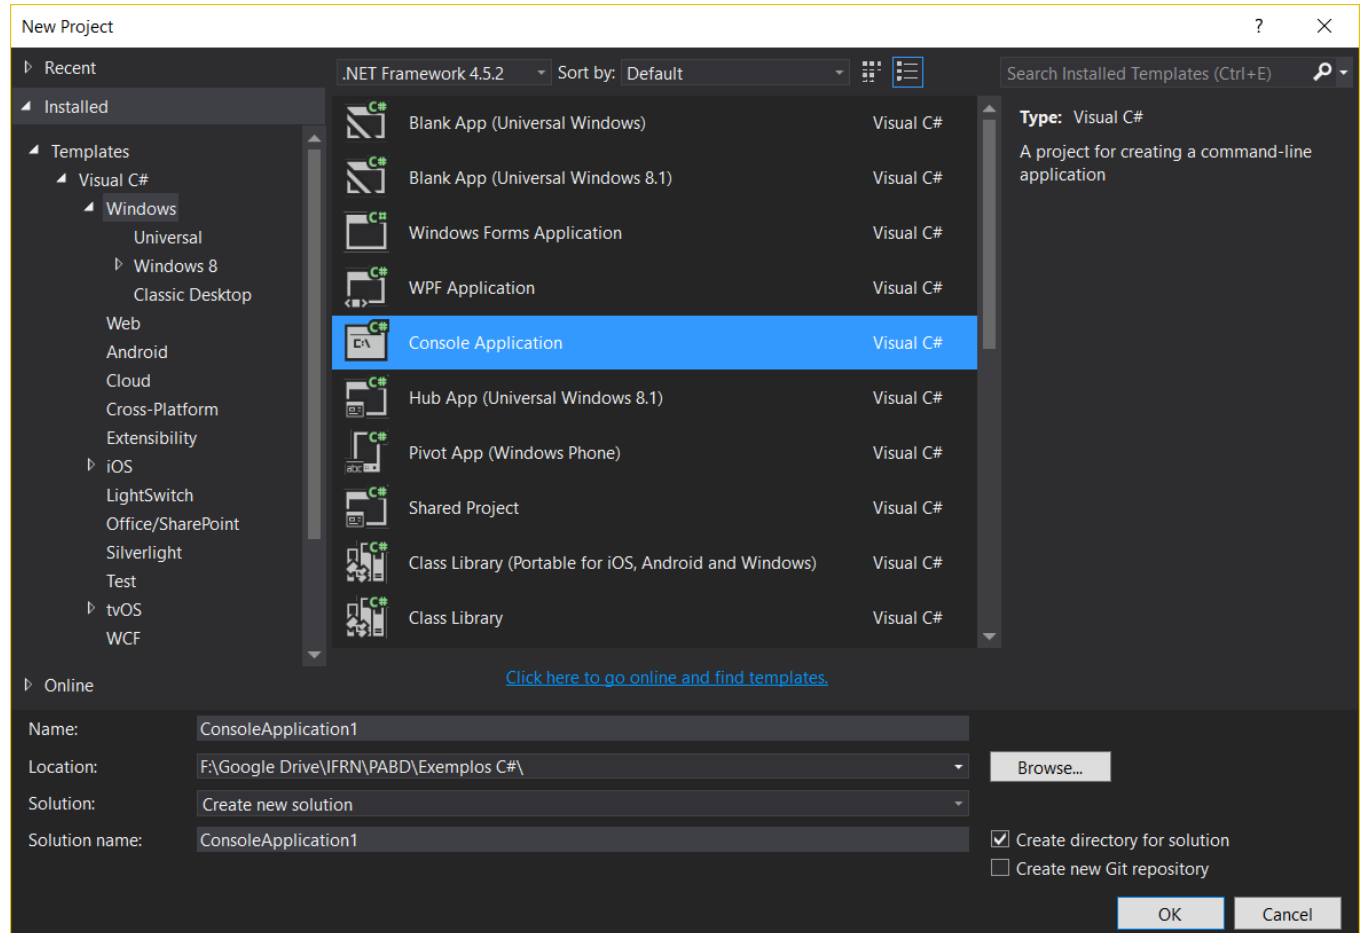 New Project
?
Recent
.NET Framework 4.5.2
Sort by: Default
Search Installed Templates (Ctrl+E)
Installed
Templates
Visual C#
Windows
Universal
Windows 8
Classic Desktop
Web
Android
Cloud
Cross-Platform
Extensibility
iOS
LightSwitch
Office/SharePoint
Silverlight
Test
tvOS
WCF
Online
C# Blank App (Universal Windows) Visual C#
C# Blank App (Universal Windows 8.1) Visual C#
C# Windows Forms Application Visual C#
C# WPF Application Visual C#
C# C:\ Console Application Visual C#
C# Hub App (Universal Windows 8.1) Visual C#
C# abc Pivot App (Windows Phone) Visual C#
C# Shared Project Visual C#
C# Class Library (Portable for iOS, Android and Windows) Visual C#
C# Class Library Visual C#
Click here to go online and find templates.
Type: Visual C#
A project for creating a command-line
application
Name: ConsoleApplication1
Location: F:\Google Drive\IFRN\PABD\Exemplos C#\
Browse...
Solution: Create new solution
Solution name: ConsoleApplication1
Create directory for solution
Create new Git repository
OK
Cancel